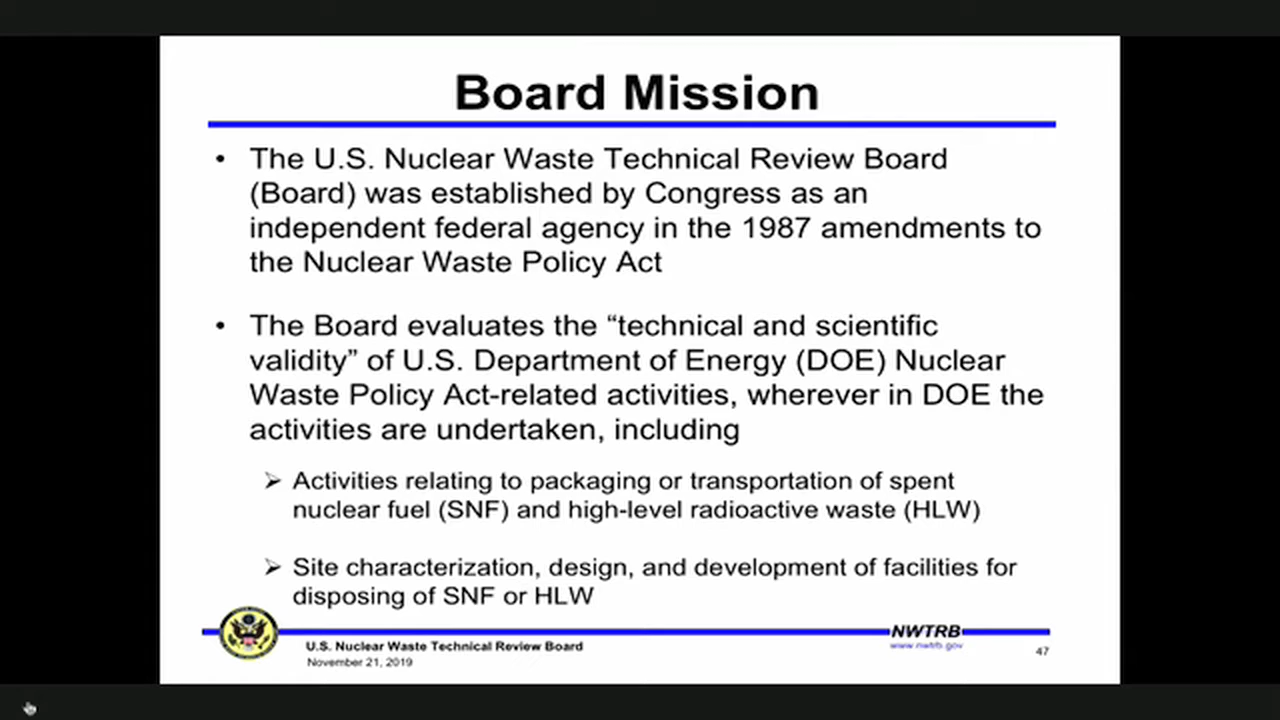 Board Mission
• The U.S. Nuclear Waste Technical Review Board
(Board) was established by Congress as an
independent federal agency in the 1987 amendments to
the Nuclear Waste Policy Act
• The Board evaluates the “technical and scientific
validity” of U.S. Department of Energy (DOE) Nuclear
Waste Policy Act-related activities, wherever in DOE the
activities are undertaken, including
➢ Activities relating to packaging or transportation of spent
nuclear fuel (SNF) and high-level radioactive waste (HLW)
➢ Site characterization, design, and development of facilities for
disposing of SNF or HLW
NWTRB
U.S. Nuclear Waste Technical Review Board
www.nwtrb.gov
47
November 21, 2019